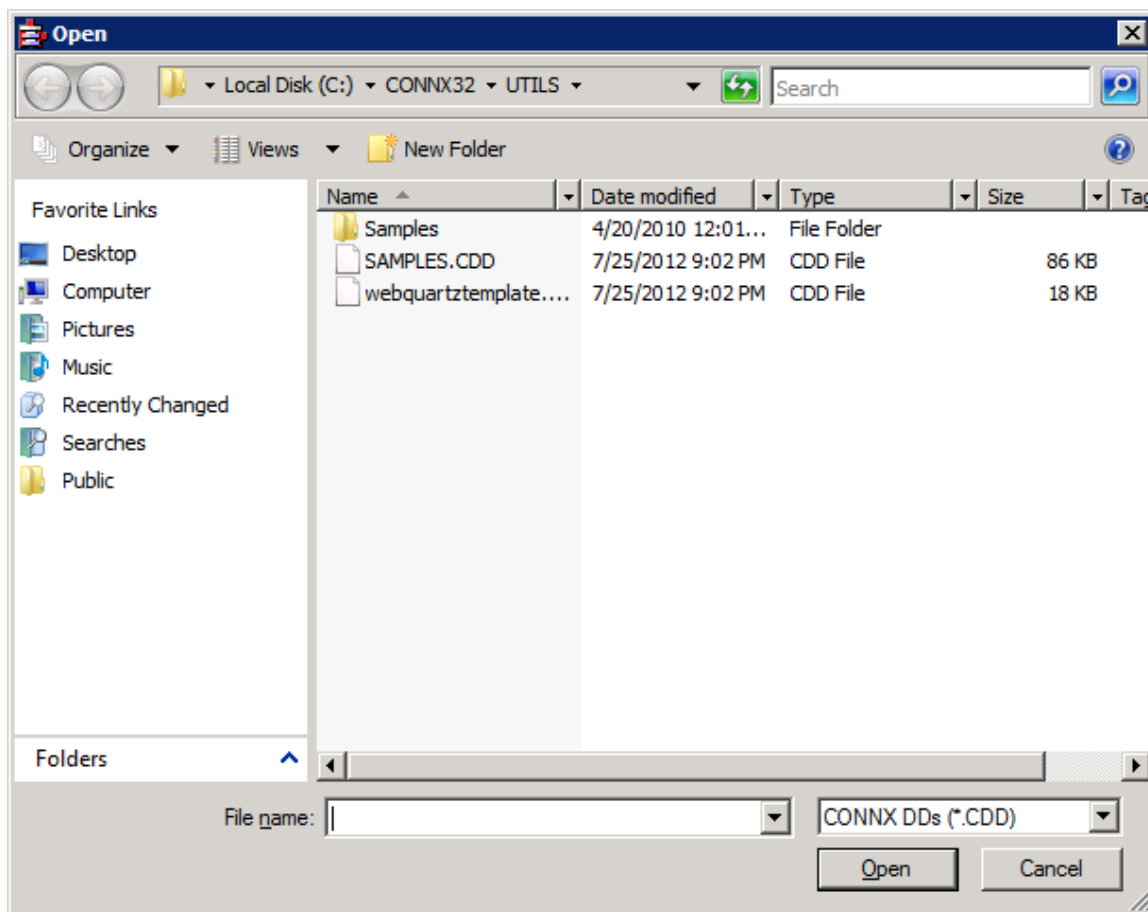 Open
Local Disk (C:) CONNX32 UTILS Search
Organize Views New Folder
Favorite Links
Desktop
Computer
Pictures
Music
Recently Changed
Searches
Public
Folders
Name Date modified Type Size Tag
Samples 4/20/2010 12:01... File Folder
SAMPLES.CDD 7/25/2012 9:02 PM CDD File 86 KB
webquartztemplate.... 7/25/2012 9:02 PM CDD File 18 KB
File name: CONNX DDs (*.CDD)
Open Cancel